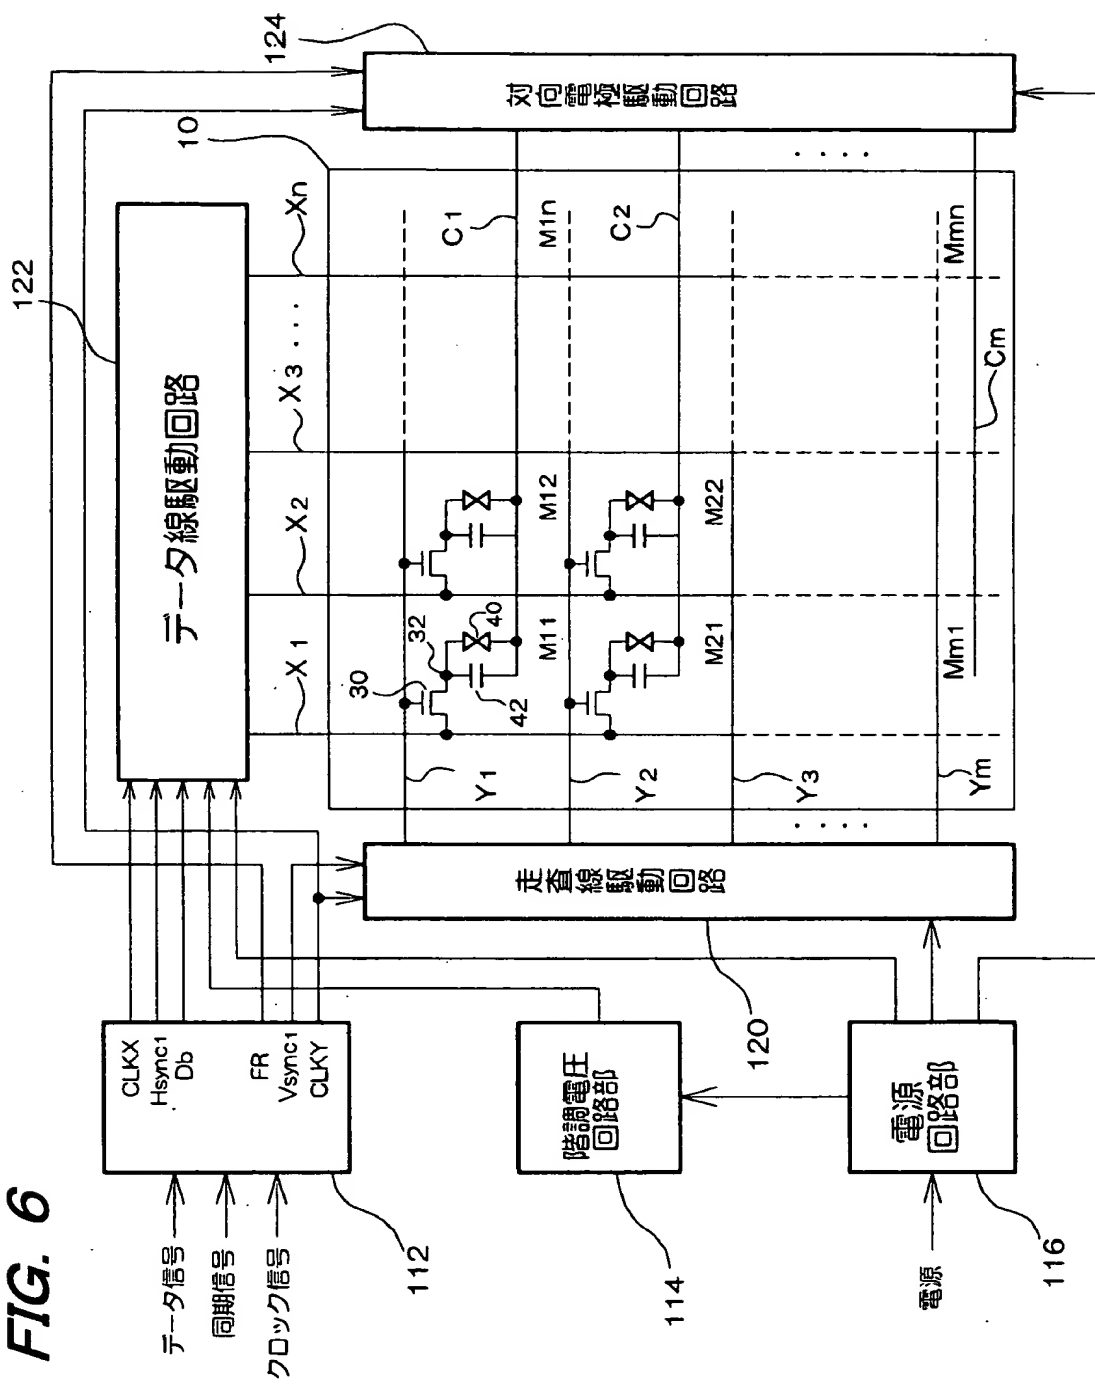 FIG. 6
データ信号
同期信号
クロック信号
112
CLKX
Hsync1
Db
FR
Vsync1
CLKY
階調電圧
回路部
114
電源
電源
回路部
116
122
データ線駆動回路
X1
X2
X3
・・・
Xn
10
124
対向電極駆動回路
走査線駆動回路
120
Y1
Y2
Y3
Ym
・・・・
・・・・
30
32
40
42
M11
M12
M1n
C1
M21
M22
C2
Mm1
Mmn
Cm